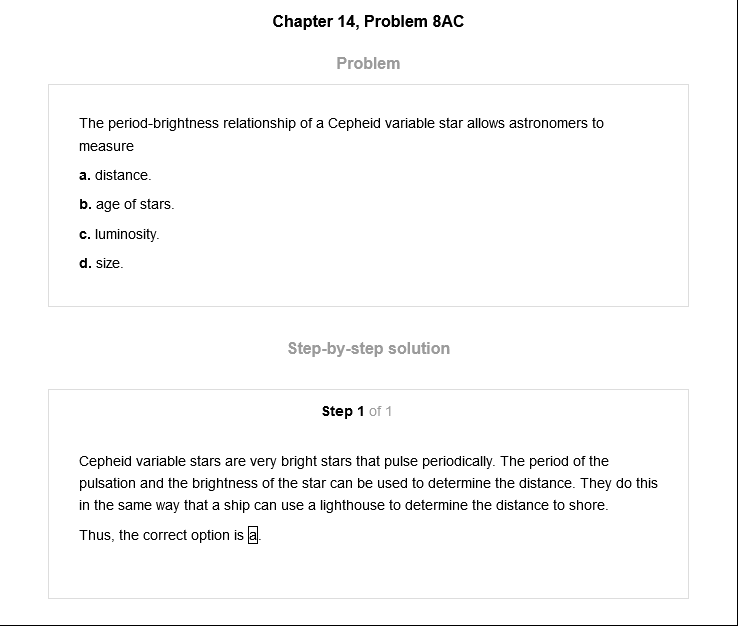 Chapter 14, Problem 8AC
Problem
The period-brightness relationship of a Cepheid variable star allows astronomers to
measure
a. distance.
b. age of stars.
c. luminosity.
d. size.
Step-by-step solution
Step 1 of 1
Cepheid variable stars are very bright stars that pulse periodically. The period of the
pulsation and the brightness of the star can be used to determine the distance. They do this
in the same way that a ship can use a lighthouse to determine the distance to shore.
Thus, the correct option is a.